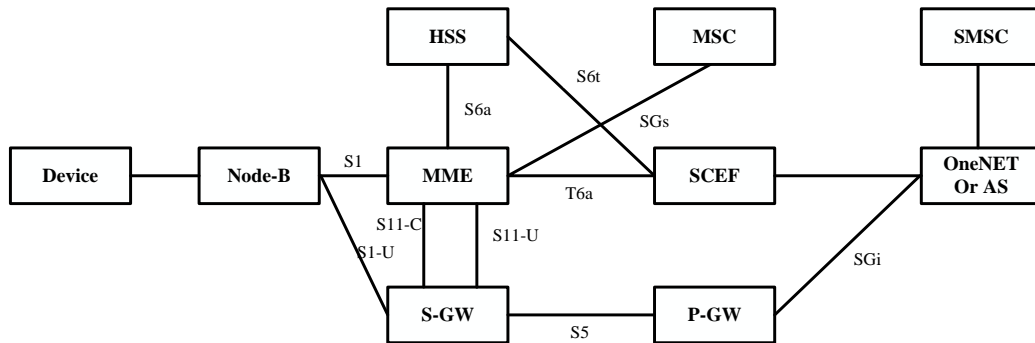 HSS
MSC
SMSC
S6t
S6a
SGs
Device
Node-B
S1
MME
T6a
SCEF
OneNET
Or AS
S11-C
S1-U
S11-U
SGi
S-GW
S5
P-GW